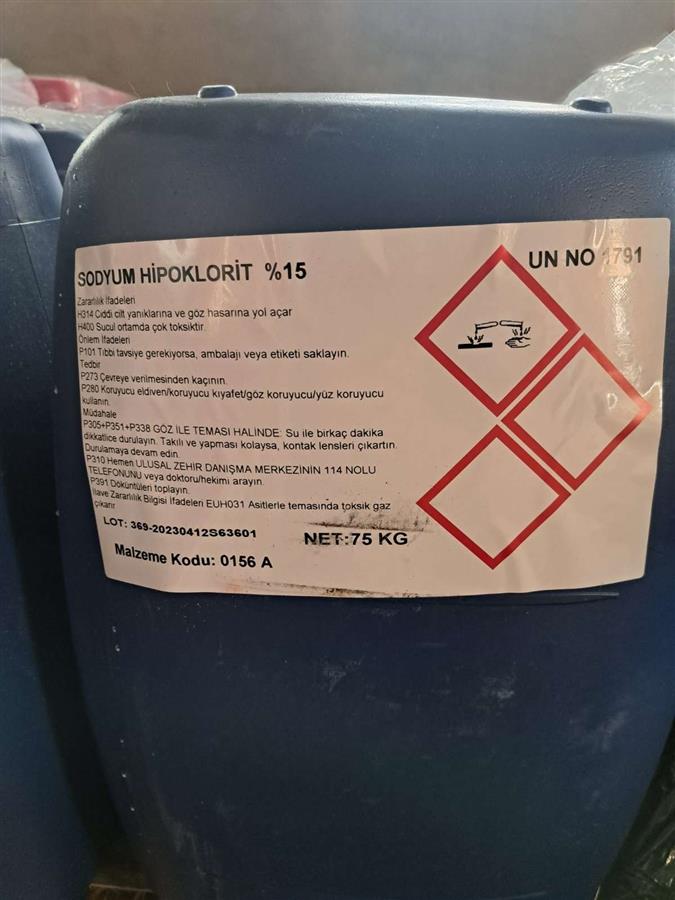 SODYUM HİPOKLORİT %15
UN NO 1791
Zararlılık İfadeleri
H314 Ciddi cilt yanıklarına ve göz hasarına yol açar
H400 Sucul ortamda çok toksiktir.
Önlem İfadeleri
P101 Tıbbi tavsiye gerekiyorsa, ambalajı veya etiketi saklayın.
Tedbir
P273 Çevreye verilmesinden kaçının.
P280 Koruyucu eldiven/koruyucu kıyafet/göz koruyucu/yüz koruyucu
kullanın.
Müdahale
P305+P351+P338 GÖZ İLE TEMASI HALİNDE: Su ile birkaç dakika
dikkatlice durulayın. Takılı ve yapması kolaysa, kontak lensleri çıkartın.
Durulamaya devam edin.
P310 Hemen ULUSAL ZEHİR DANIŞMA MERKEZİNİN 114 NOLU
TELEFONUNU veya doktoru/hekimi arayın.
P391 Döküntüleri toplayın.
İlave Zararlılık Bilgisi İfadeleri EUH031 Asitlerle temasında toksik gaz
çıkarır
LOT: 369-20230412S63601
NET:75 KG
Malzeme Kodu: 0156 A